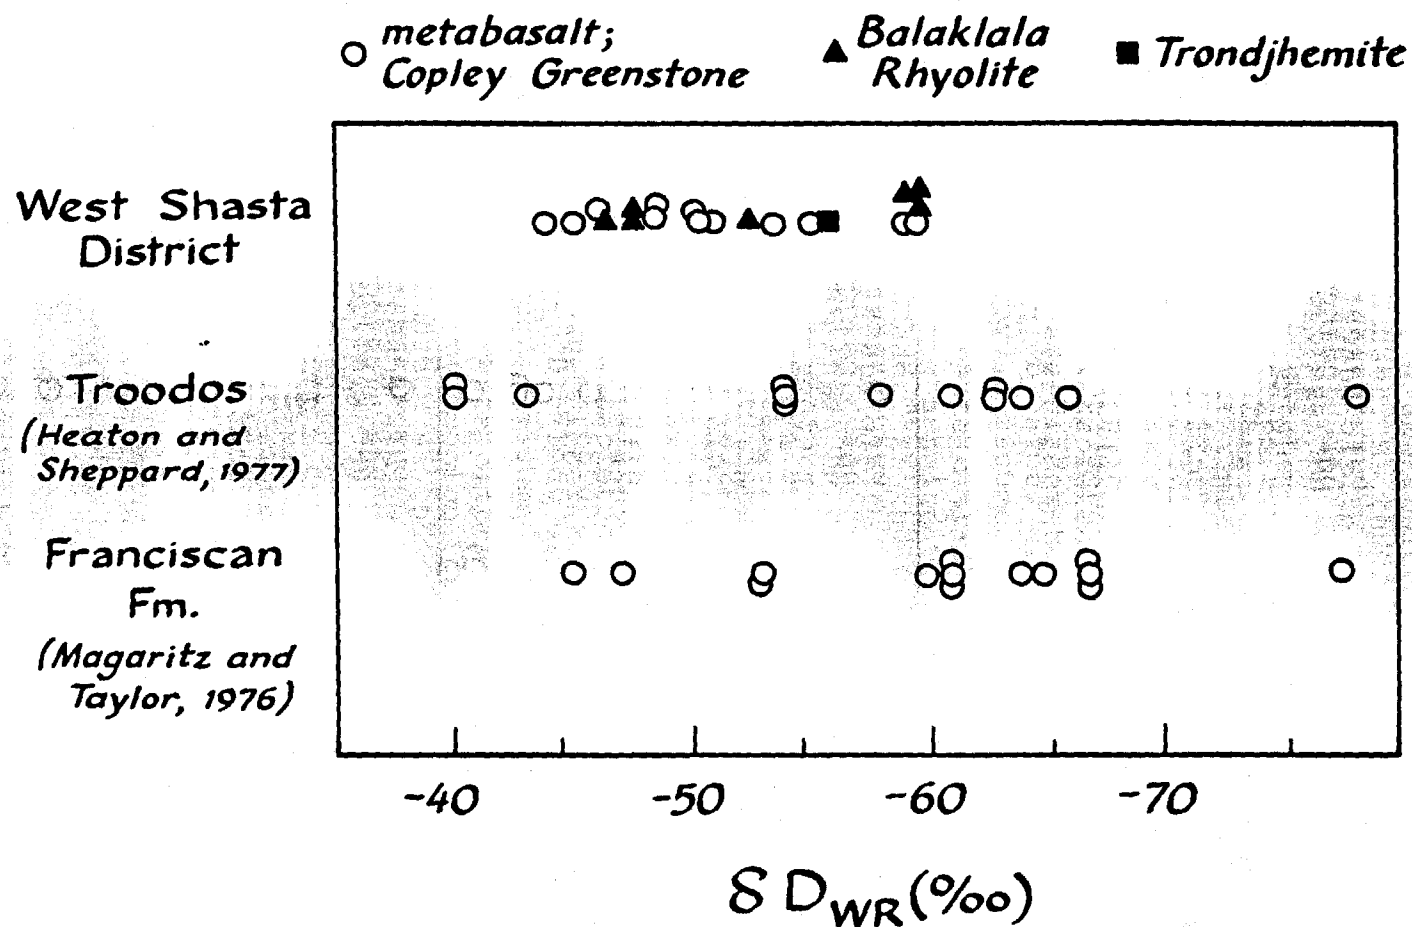 metabasalt;
Copley Greenstone
Balaklala
Rhyolite
Trondjhemite
West Shasta
District
Troodos
(Heaton and
Sheppard, 1977)
Franciscan
Fm.
(Magaritz and
Taylor, 1976)
-40 -50 -60 -70
δ D WR (‰)